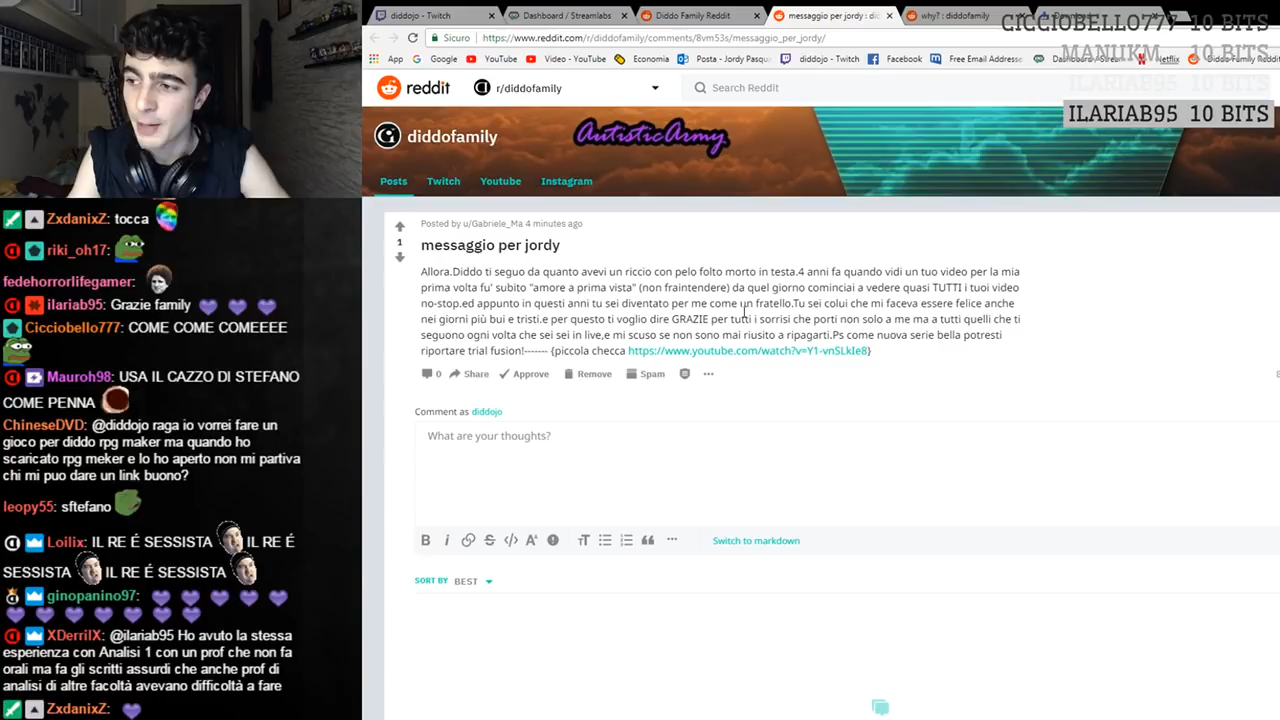 diddojo - Twitch
Dashboard / Streamlabs
Diddo Family Reddit
messaggio per jordy : di
why? : diddofamily
CICCIOBELLO777 10 BITS
Sicuro
https://www.reddit.com/r/diddofamily/comments/8vm53s/messaggio_per_jordy/
MANIIKM 10 BITS
App
Google
YouTube
Video - YouTube
Economia
Posta - Jordy Pasqua
diddojo - Twitch
Facebook
Free Email Addresse
Dashboard / Stream
Netflix
Diddo Family Reddit
reddit
r/diddofamily
Search Reddit
ILARIAB95 10 BITS
diddofamily
AutisticArmy
Posts
Twitch
Youtube
Instagram
Posted by u/Gabriele_Ma 4 minutes ago
1
messaggio per jordy
Allora.Diddo ti seguo da quanto avevi un riccio con pelo folto morto in testa.4 anni fa quando vidi un tuo video per la mia
prima volta fu' subito "amore a prima vista" (non fraintendere) da quel giorno cominciai a vedere quasi TUTTI i tuoi video
no-stop.ed appunto in questi anni tu sei diventato per me come un fratello.Tu sei colui che mi faceva essere felice anche
nei giorni più bui e tristi.e per questo ti voglio dire GRAZIE per tutti i sorrisi che porti non solo a me ma a tutti quelli che ti
seguono ogni volta che sei sei in live,e mi scuso se non sono mai riusito a ripagarti.Ps come nuova serie bella potresti
riportare trial fusion!------- {piccola checca https://www.youtube.com/watch?v=Y1-vnSLkIe8}
0
Share
Approve
Remove
Spam
Comment as diddojo
What are your thoughts?
B
i
Switch to markdown
SORT BY
BEST
ZxdanixZ: tocca
riki_oh17:
fedehorrorlifegamer:
ilariab95: Grazie family
Cicciobello777: COME COME COMEEEE
Mauroh98: USA IL CAZZO DI STEFANO
COME PENNA
ChineseDVD: @diddojo raga io vorrei fare un
gioco per diddo rpg maker ma quando ho
scaricato rpg meker e lo ho aperto non mi partiva
chi mi puo dare un link buono?
leopy55: sftefano
Loilix: IL RE É SESSISTA IL RE É
SESSISTA IL RE É SESSISTA
ginopanino97:
XDerrilX: @ilariab95 Ho avuto la stessa
esperienza con Analisi 1 con un prof che non fa
orali ma fa gli scritti assurdi che anche prof di
analisi di altre facoltà avevano difficoltà a fare
ZxdanixZ: